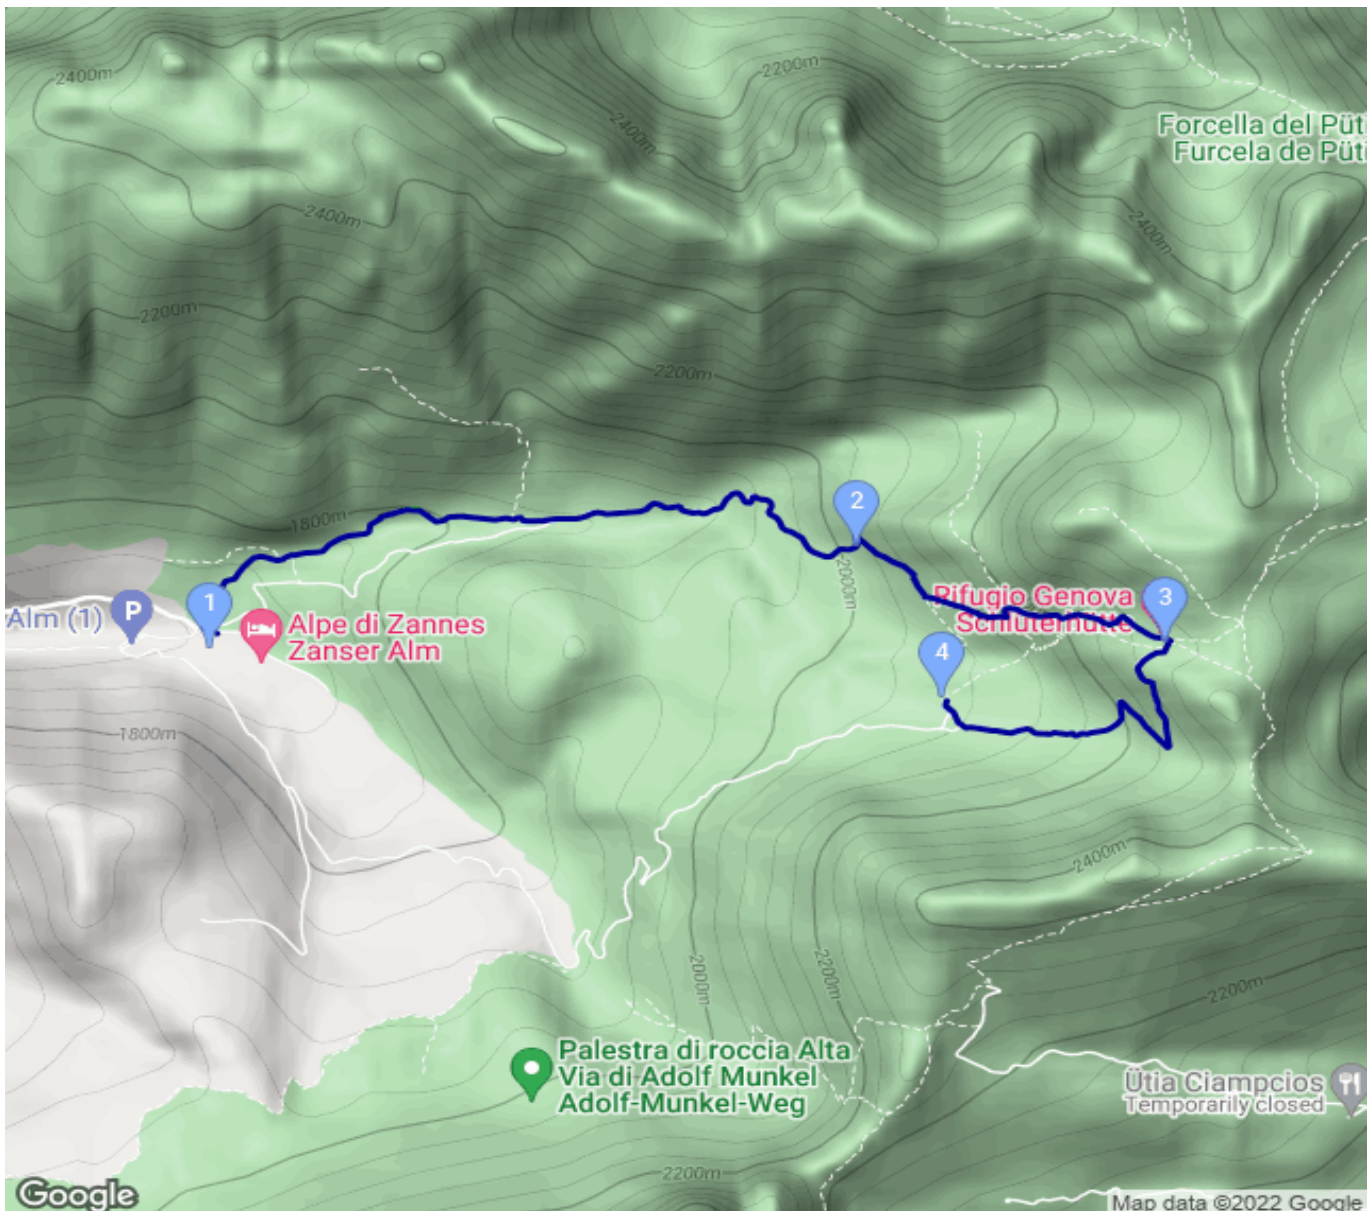 2400m
2200m
2400m
Forcella del Püt
Furcela de Püti
2400m
2400m
2200m
2200m
1800m
2
2000m
Alm (1)
P
1
Alpe di Zannes
Zanser Alm
Rifugio Genova
Schlüterhütte
3
4
1800m
2400m
2000m
2200m
2200m
Palestra di roccia Alta
Via di Adolf Munkel
Adolf-Munkel-Weg
Ütia Ciampcios
Temporarily closed
2200m
Google
Map data ©2022 Google